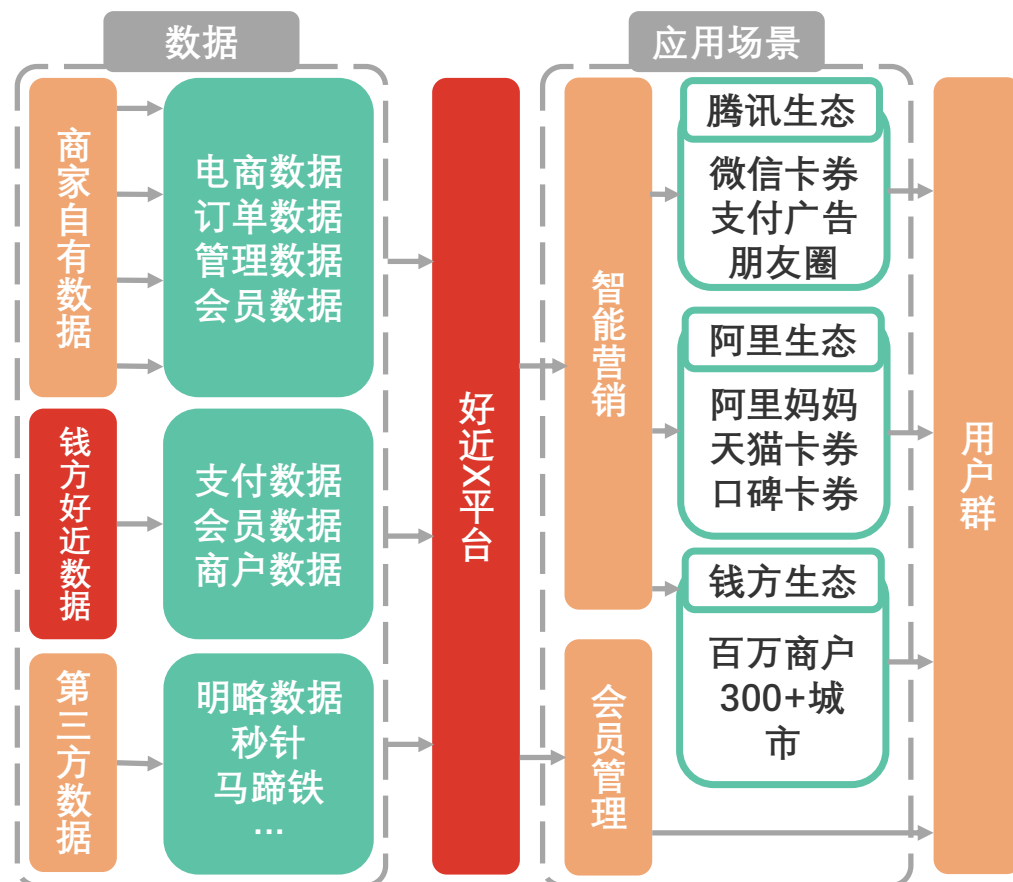 数据
应用场景
商家自有数据
电商数据
订单数据
管理数据
会员数据
钱方好近数据
支付数据
会员数据
商户数据
第三方数据
明略数据
秒针
马蹄铁
...
好近X平台
智能营销
腾讯生态
微信卡券
支付广告
朋友圈
阿里生态
阿里妈妈
天猫卡券
口碑卡券
钱方生态
百万商户
300+城
市
会员管理
用户群